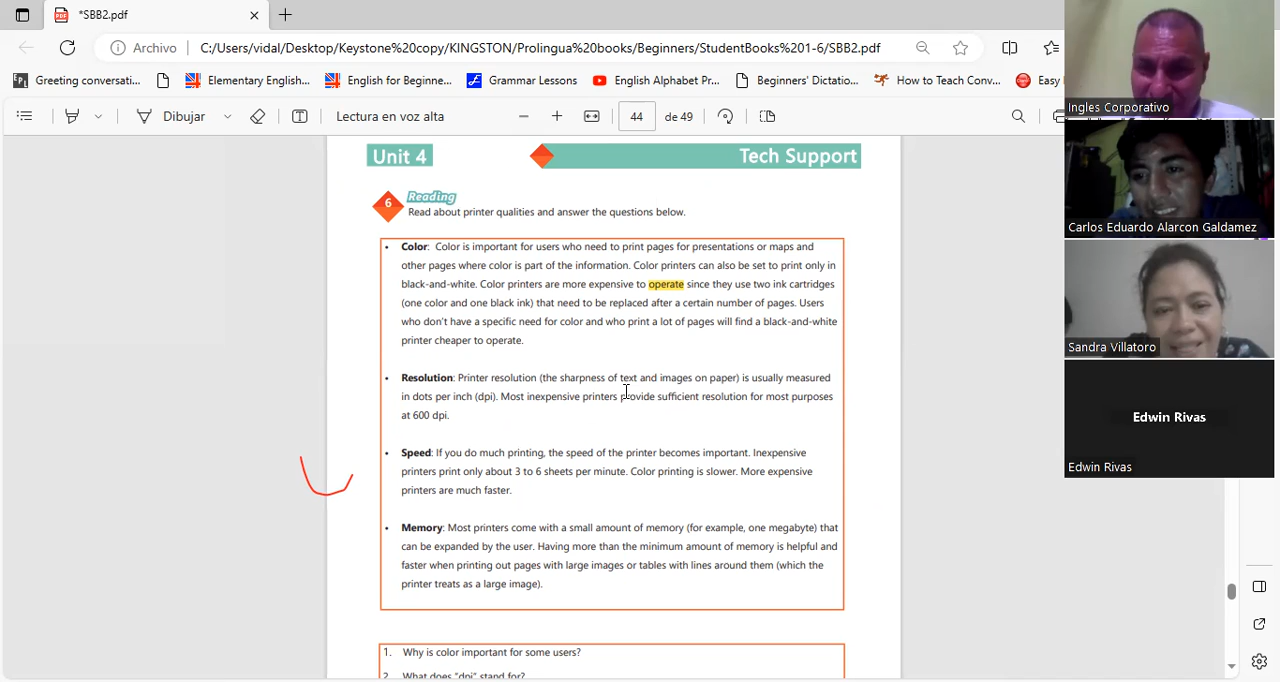 *SBB2.pdf
Archivo C:/Users/vidal/Desktop/Keystone%20copy/KINGSTON/Prolingua%20books/Beginners/StudentBooks%201-6/SBB2.pdf
Greeting conversati... Elementary English... English for Beginne... Grammar Lessons English Alphabet Pr... Beginners' Dictatio... How to Teach Conv... Easy
Dibujar Lectura en voz alta 44 de 49
Unit 4 Tech Support
6 Reading
Read about printer qualities and answer the questions below.
• Color: Color is important for users who need to print pages for presentations or maps and
other pages where color is part of the information. Color printers can also be set to print only in
black-and-white. Color printers are more expensive to operate since they use two ink cartridges
(one color and one black ink) that need to be replaced after a certain number of pages. Users
who don't have a specific need for color and who print a lot of pages will find a black-and-white
printer cheaper to operate.
• Resolution: Printer resolution (the sharpness of text and images on paper) is usually measured
in dots per inch (dpi). Most inexpensive printers provide sufficient resolution for most purposes
at 600 dpi.
• Speed: If you do much printing, the speed of the printer becomes important. Inexpensive
printers print only about 3 to 6 sheets per minute. Color printing is slower. More expensive
printers are much faster.
• Memory: Most printers come with a small amount of memory (for example, one megabyte) that
can be expanded by the user. Having more than the minimum amount of memory is helpful and
faster when printing out pages with large images or tables with lines around them (which the
printer treats as a large image).
1. Why is color important for some users?
2. What does "dpi" stand for?
Ingles Corporativo
Carlos Eduardo Alarcon Galdamez
Sandra Villatoro
Edwin Rivas
Edwin Rivas